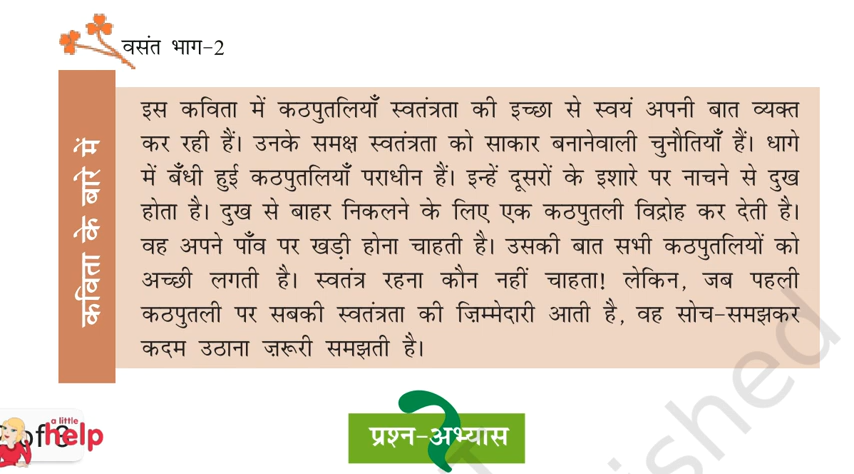 वसंत भाग-2
कविता के बारे में
इस कविता में कठपुतलियाँ स्वतंत्रता की इच्छा से स्वयं अपनी बात व्यक्त
कर रही हैं। उनके समक्ष स्वतंत्रता को साकार बनानेवाली चुनौतियाँ हैं। धागे
में बँधी हुई कठपुतलियाँ पराधीन हैं। इन्हें दूसरों के इशारे पर नाचने से दुख
होता है। दुख से बाहर निकलने के लिए एक कठपुतली विद्रोह कर देती है।
वह अपने पाँव पर खड़ी होना चाहती है। उसकी बात सभी कठपुतलियों को
अच्छी लगती है। स्वतंत्र रहना कौन नहीं चाहता! लेकिन, जब पहली
कठपुतली पर सबकी स्वतंत्रता की ज़िम्मेदारी आती है, वह सोच-समझकर
कदम उठाना ज़रूरी समझती है।
a little
help
of
प्रश्न-अभ्यास